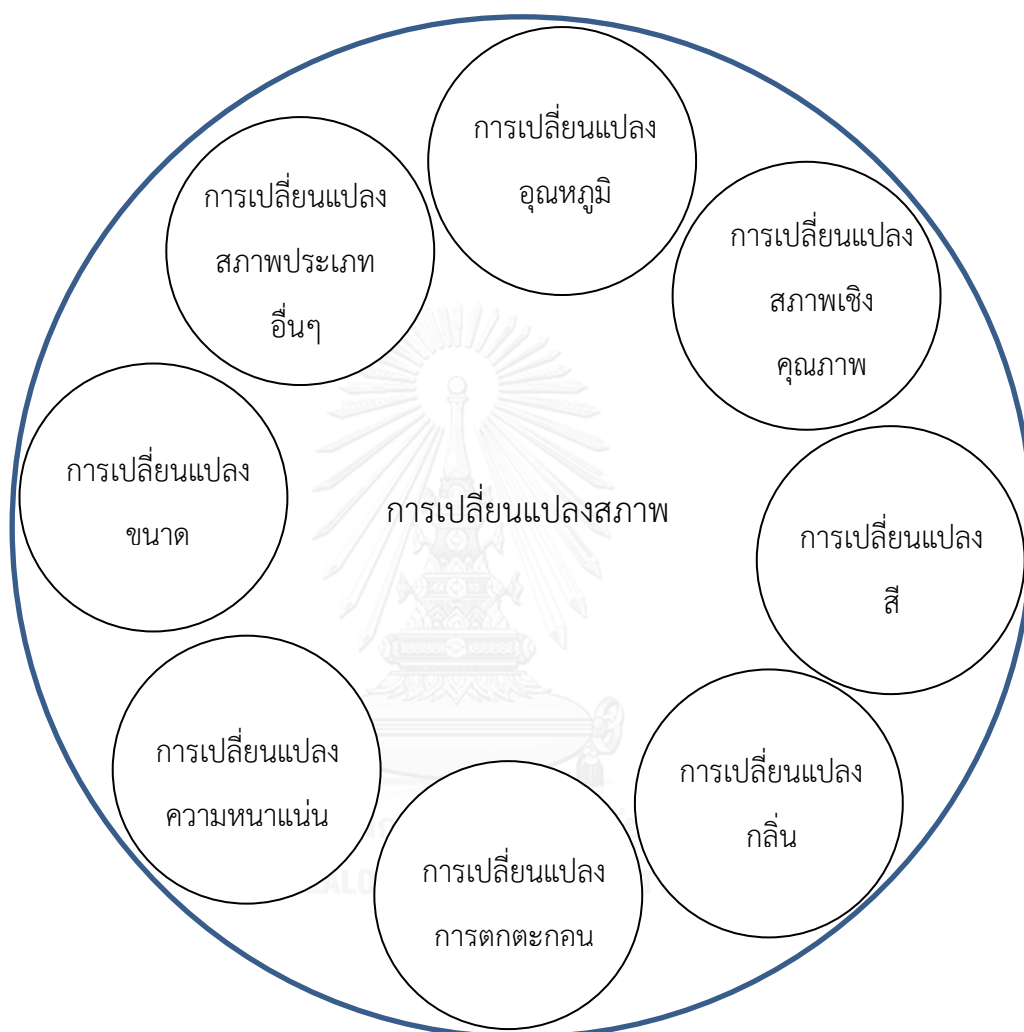 การเปลี่ยนแปลง
อุณหภูมิ
การเปลี่ยนแปลง
สภาพประเภท
อื่นๆ
การเปลี่ยนแปลง
สภาพเชิง
คุณภาพ
การเปลี่ยนแปลง
ขนาด
การเปลี่ยนแปลงสภาพ
การเปลี่ยนแปลง
สี
การเปลี่ยนแปลง
ความหนาแน่น
การเปลี่ยนแปลง
กลิ่น
การเปลี่ยนแปลง
การตกตะกอน